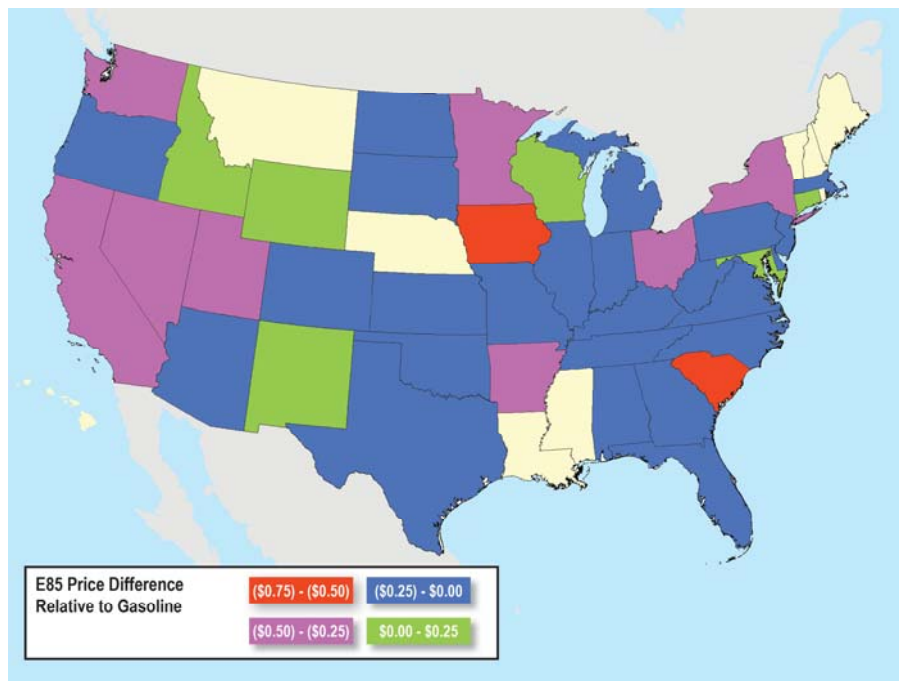 E85 Price Difference
Relative to Gasoline
($0.75) - ($0.50)
($0.25) - $0.00
($0.50) - ($0.25)
$0.00 - $0.25